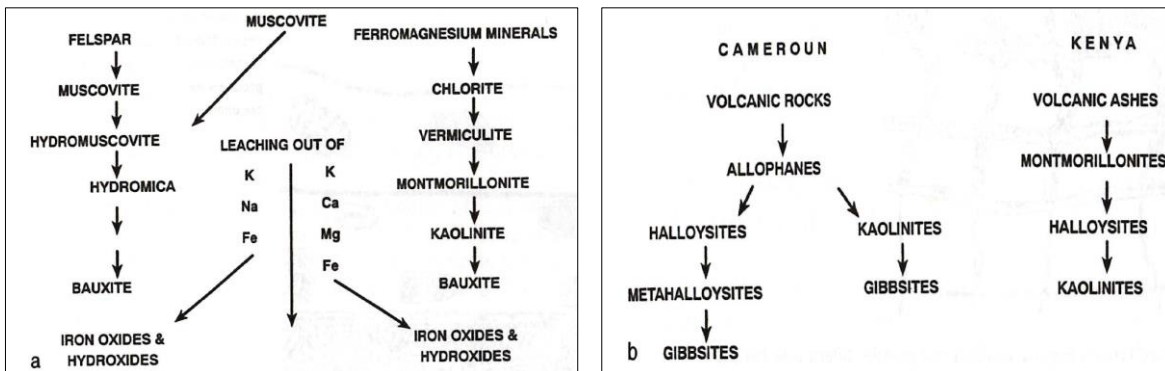 MUSCOVITE
FELSPAR
FERROMAGNESIUM MINERALS
MUSCOVITE
CHLORITE
HYDROMUSCOVITE
VERMICULITE
LEACHING OUT OF
HYDROMICA
K
K
MONTMORILLONITE
Na
Ca
Fe
Mg
KAOLINITE
Fe
BAUXITE
BAUXITE
IRON OXIDES &
HYDROXIDES
IRON OXIDES &
HYDROXIDES
a
CAMEROUN
KENYA
VOLCANIC ROCKS
VOLCANIC ASHES
ALLOPHANES
MONTMORILLONITES
HALLOYSITES
KAOLINITES
HALLOYSITES
METAHALLOYSITES
GIBBSITES
KAOLINITES
GIBBSITES
b